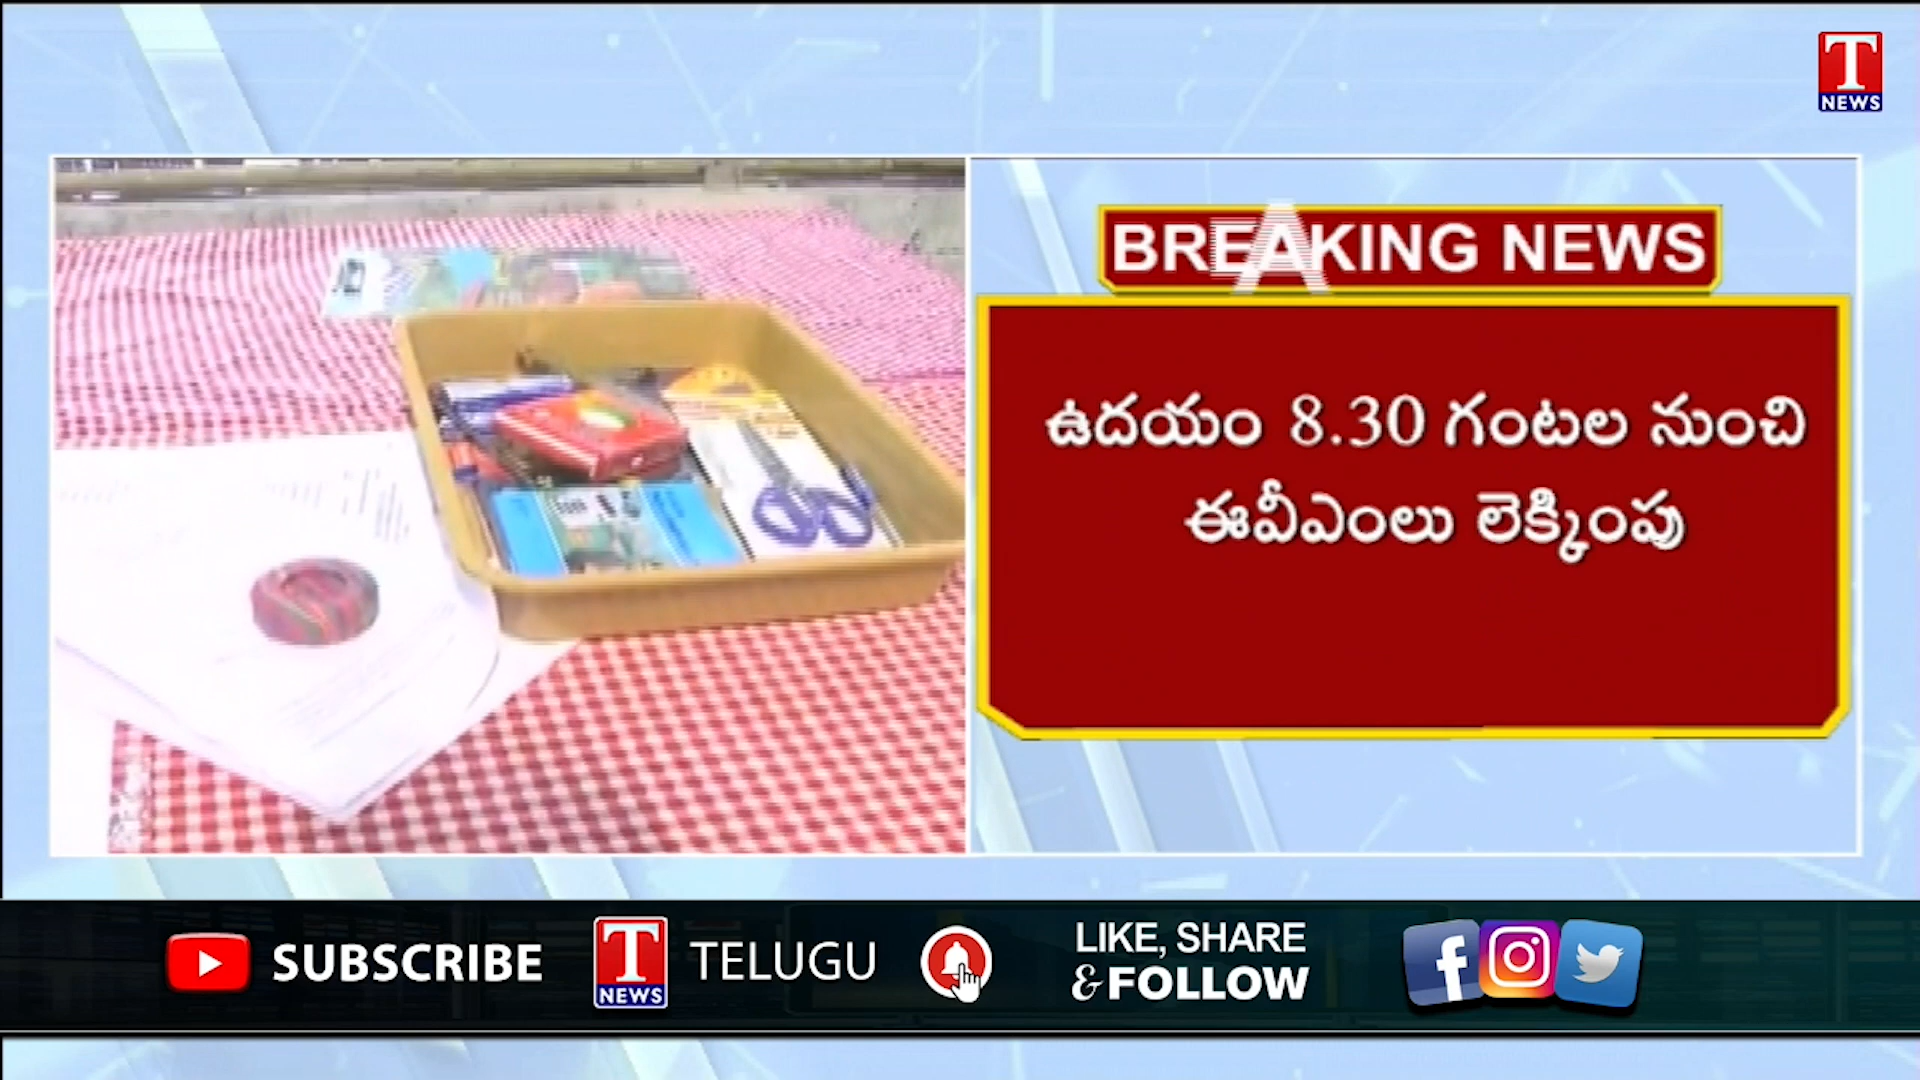 T
NEWS
BREAKING NEWS
ఉదయం 8.30 గంటల నుంచి
ఈవీఎంలు లెక్కింపు
SUBSCRIBE
T
NEWS
TELUGU
LIKE, SHARE
& FOLLOW